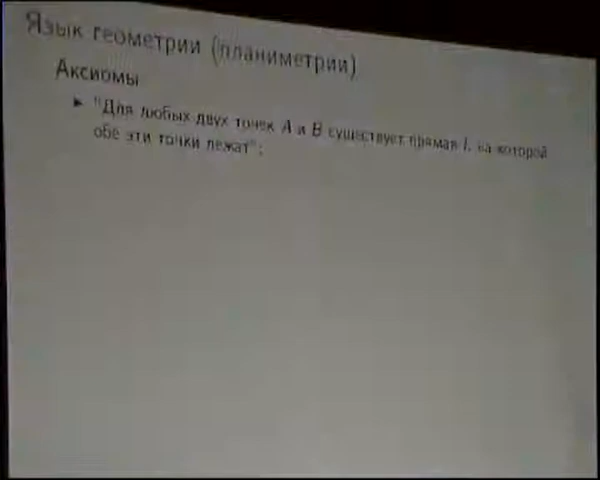 Язык геометрии (планиметрии)
Аксиомы
► "Для любых двух точек A и B существует прямая l, на которой
обе эти точки лежат";